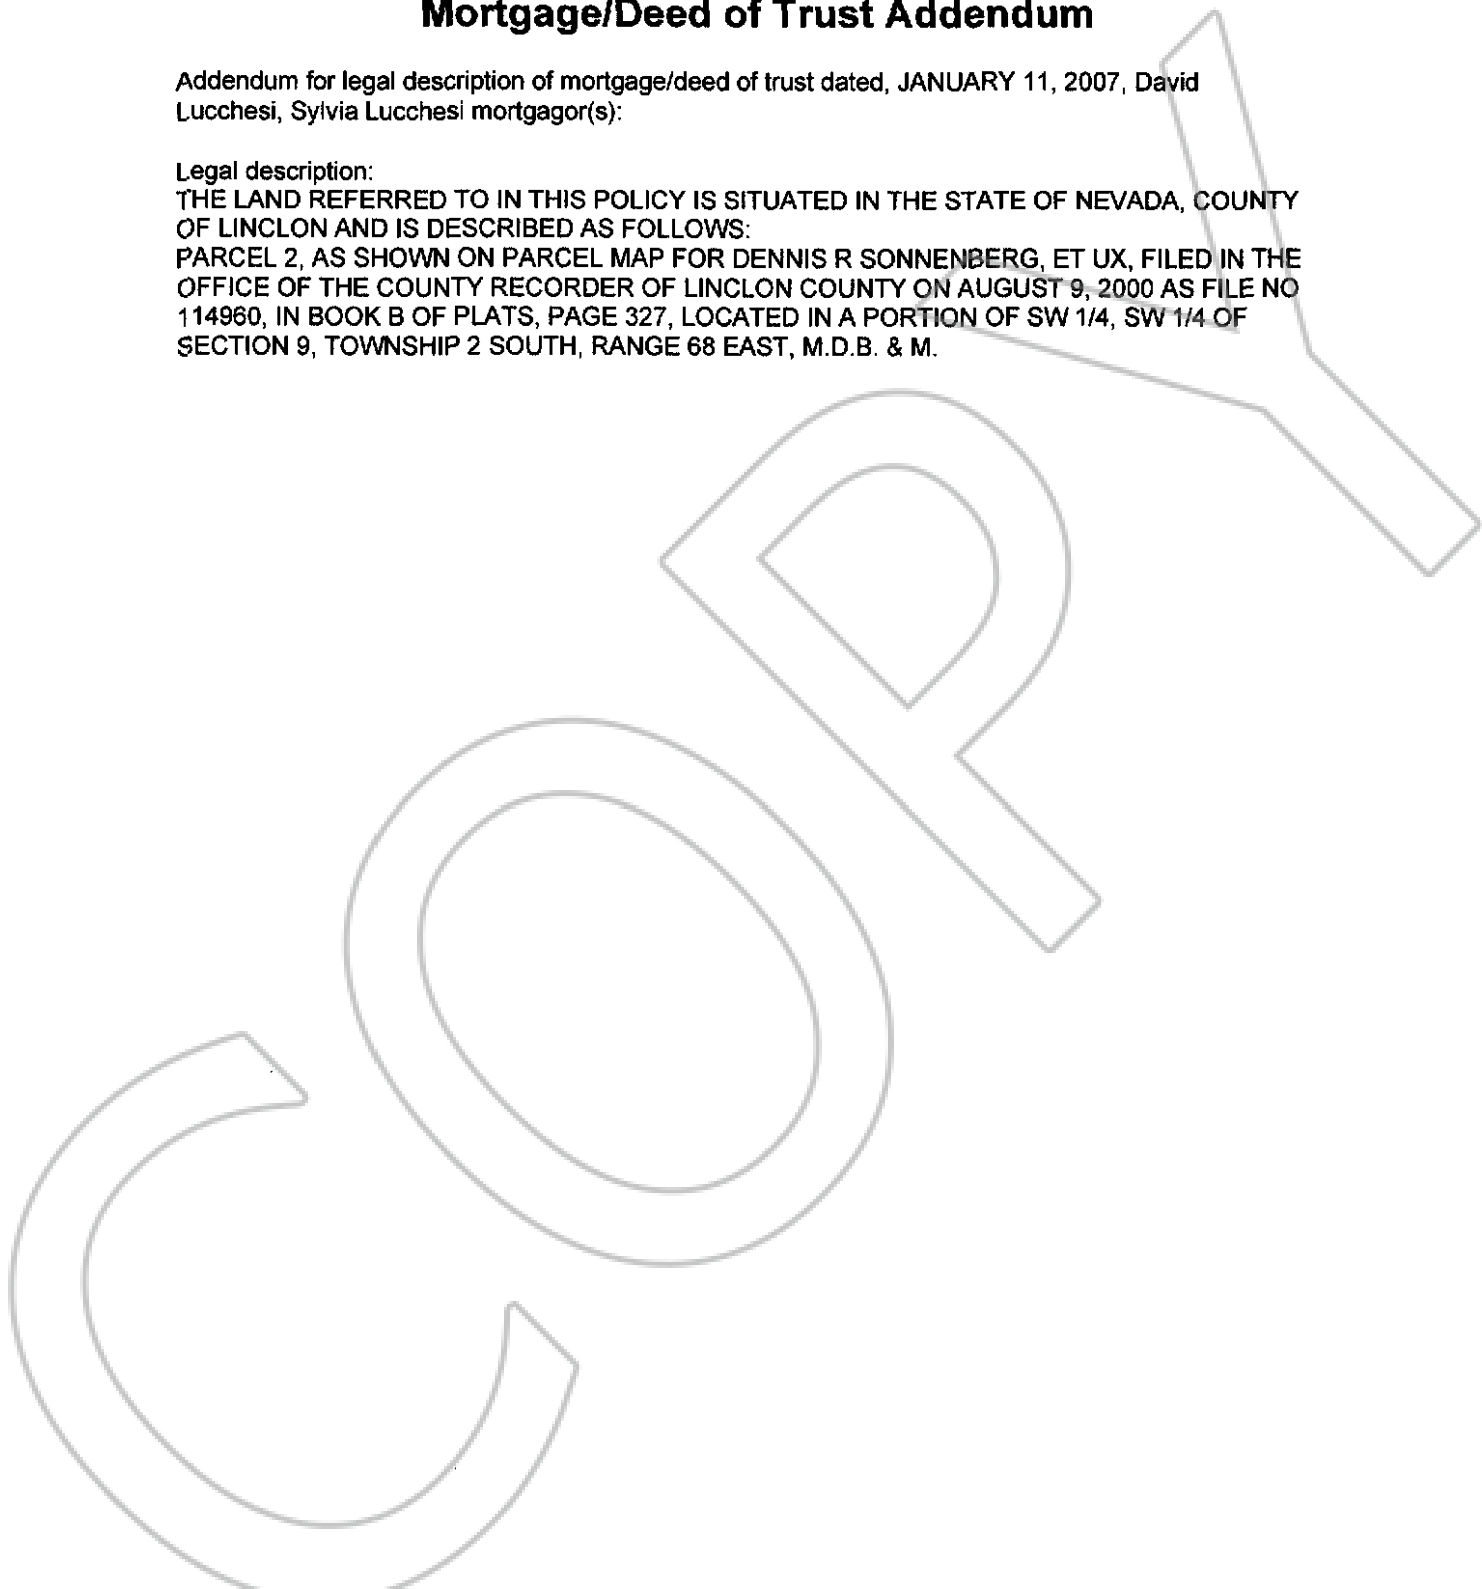 Mortgage/Deed of Trust Addendum
Addendum for legal description of mortgage/deed of trust dated, JANUARY 11, 2007, David
Lucchesi, Sylvia Lucchesi mortgagor(s):
Legal description:
THE LAND REFERRED TO IN THIS POLICY IS SITUATED IN THE STATE OF NEVADA, COUNTY
OF LINCLON AND IS DESCRIBED AS FOLLOWS:
PARCEL 2, AS SHOWN ON PARCEL MAP FOR DENNIS R SONNENBERG, ET UX, FILED IN THE
OFFICE OF THE COUNTY RECORDER OF LINCLON COUNTY ON AUGUST 9, 2000 AS FILE NO
114960, IN BOOK B OF PLATS, PAGE 327, LOCATED IN A PORTION OF SW 1/4, SW 1/4 OF
SECTION 9, TOWNSHIP 2 SOUTH, RANGE 68 EAST, M.D.B. & M.
COPY